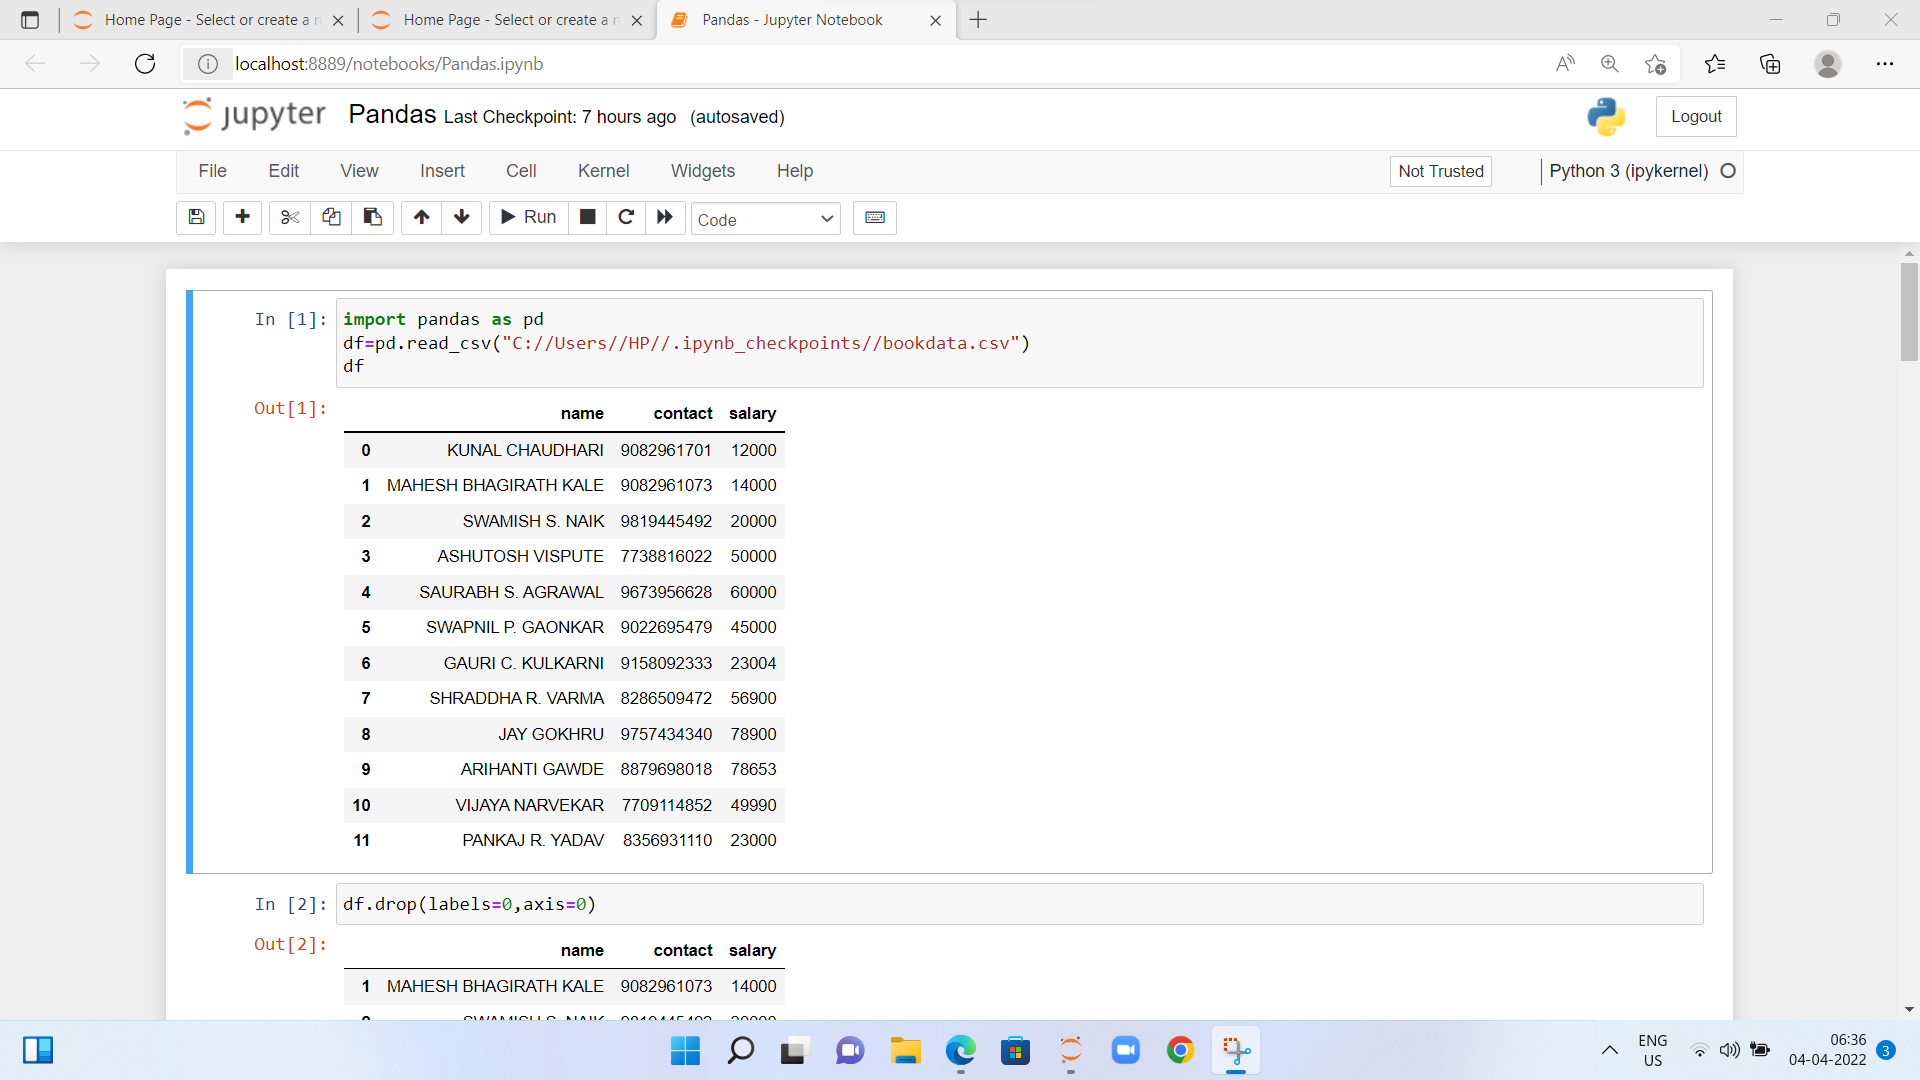 Home Page - Select or create a n
Home Page - Select or create a n
Pandas - Jupyter Notebook
localhost:8889/notebooks/Pandas.ipynb
jupyter Pandas Last Checkpoint: 7 hours ago (autosaved)
Logout
File Edit View Insert Cell Kernel Widgets Help
Not Trusted
Python 3 (ipykernel)
Run
Code
In [1]: import pandas as pd
df=pd.read_csv("C://Users//HP//.ipynb_checkpoints//bookdata.csv")
df
Out[1]:
name contact salary
0 KUNAL CHAUDHARI 9082961701 12000
1 MAHESH BHAGIRATH KALE 9082961073 14000
2 SWAMISH S. NAIK 9819445492 20000
3 ASHUTOSH VISPUTE 7738816022 50000
4 SAURABH S. AGRAWAL 9673956628 60000
5 SWAPNIL P. GAONKAR 9022695479 45000
6 GAURI C. KULKARNI 9158092333 23004
7 SHRADDHA R. VARMA 8286509472 56900
8 JAY GOKHRU 9757434340 78900
9 ARIHANTI GAWDE 8879698018 78653
10 VIJAYA NARVEKAR 7709114852 49990
11 PANKAJ R. YADAV 8356931110 23000
In [2]: df.drop(labels=0,axis=0)
Out[2]:
name contact salary
1 MAHESH BHAGIRATH KALE 9082961073 14000
ENG
US
06:36
04-04-2022
3